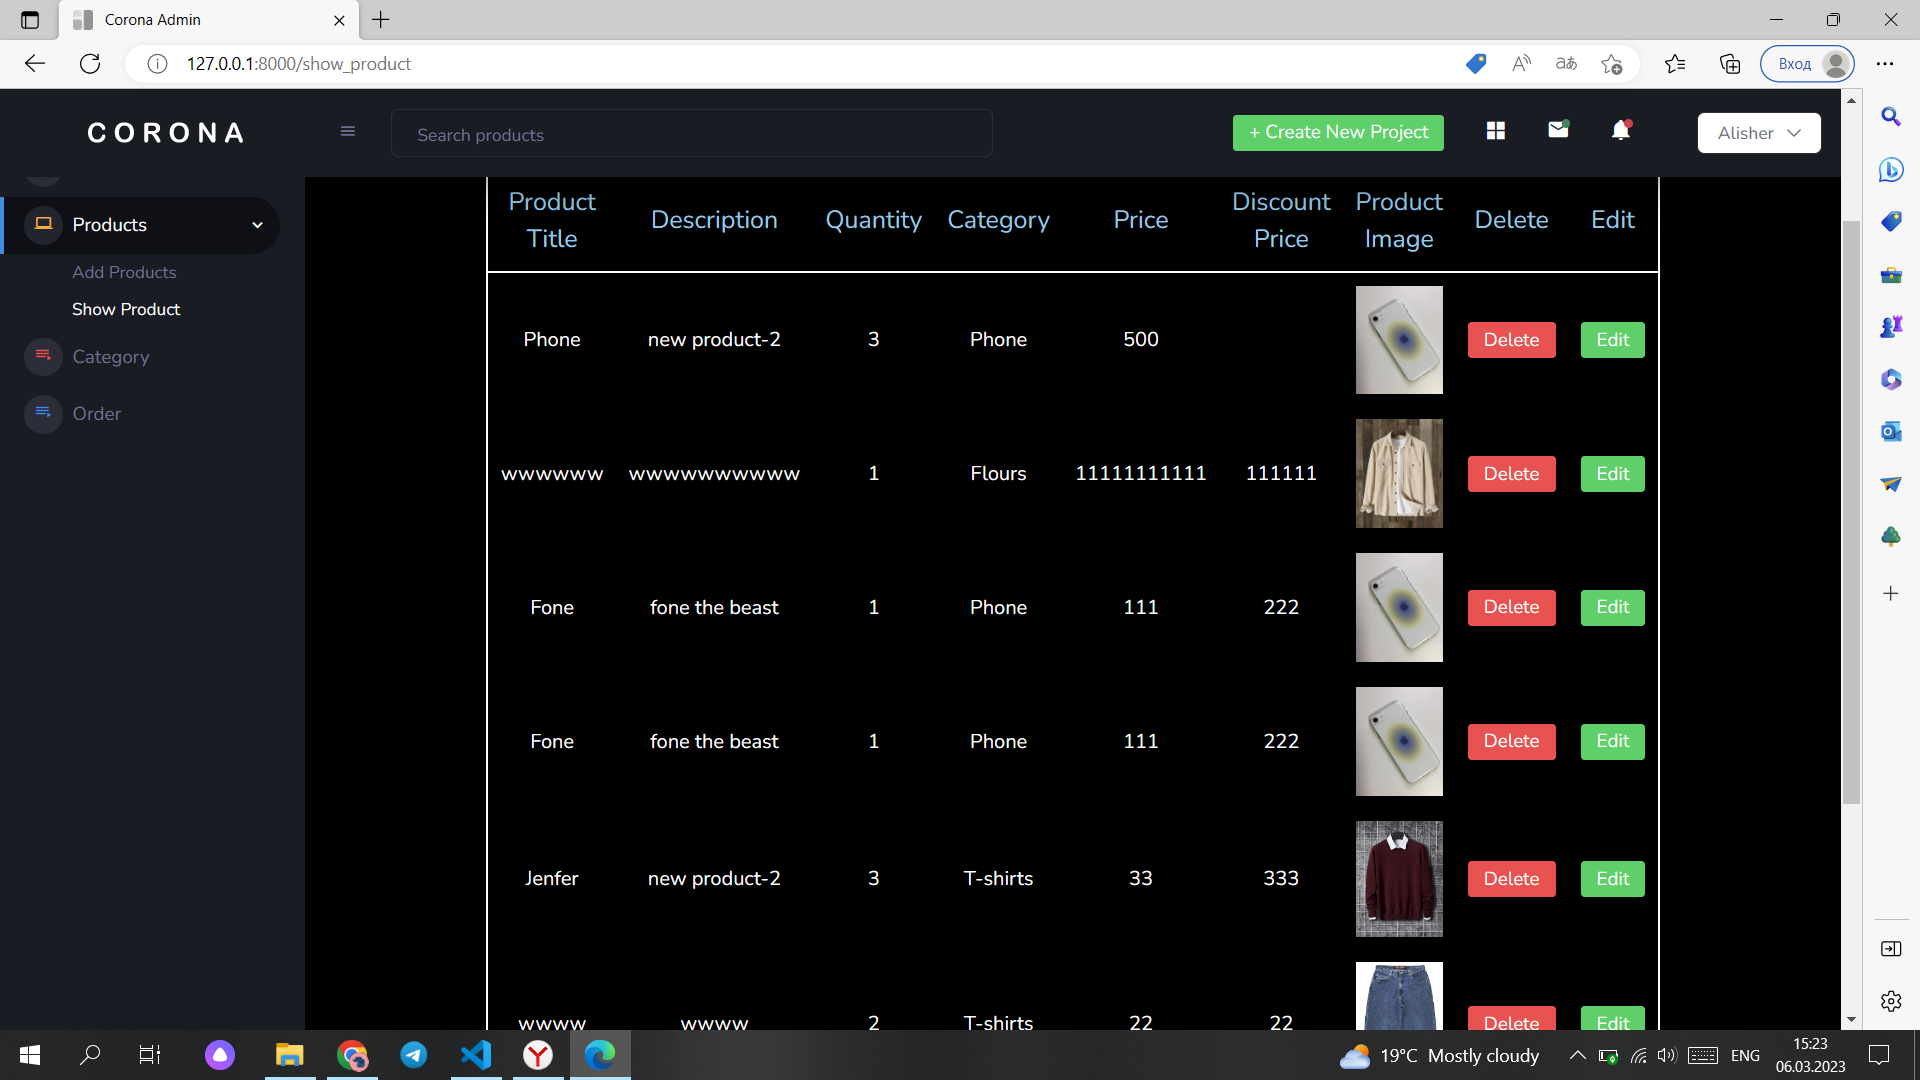 Corona Admin
127.0.0.1:8000/show_product
Вход
CORONA
Search products
+ Create New Project
Alisher
Products
Add Products
Show Product
Category
Order
Product Title Description Quantity Category Price Discount Price Product Image Delete Edit
Phone new product-2 3 Phone 500 Delete Edit
wwwwww wwwwwwwwww 1 Flours 11111111111 111111 Delete Edit
Fone fone the beast 1 Phone 111 222 Delete Edit
Fone fone the beast 1 Phone 111 222 Delete Edit
Jenfer new product-2 3 T-shirts 33 333 Delete Edit
wwww wwww 2 T-shirts 22 22 Delete Edit
19°C Mostly cloudy
ENG
15:23
06.03.2023